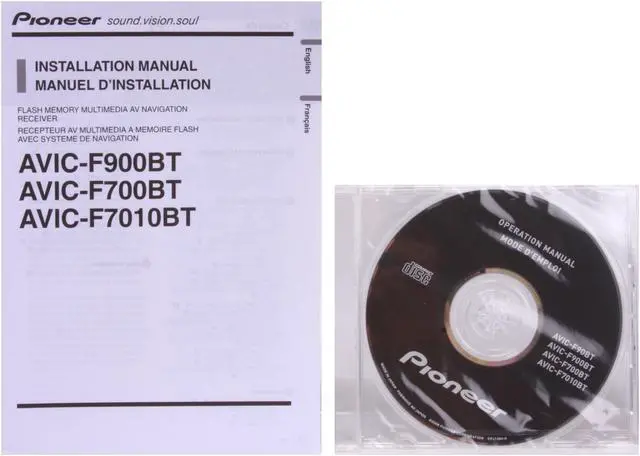 Pioneer sound.vision.soul
INSTALLATION MANUAL
MANUEL D'INSTALLATION
FLASH MEMORY MULTIMEDIA AV NAVIGATION
RECEIVER
RECEPTEUR AV MULTIMEDIA A MEMOIRE FLASH
AVEC SYSTEME DE NAVIGATION
AVIC-F900BT
AVIC-F700BT
AVIC-F7010BT
English
Français
OPERATION MANUAL
MODE D'EMPLOI
COMPACT
disc
AVIC-F90BT
AVIC-F900BT
AVIC-F700BT
AVIC-F7010BT
Pioneer